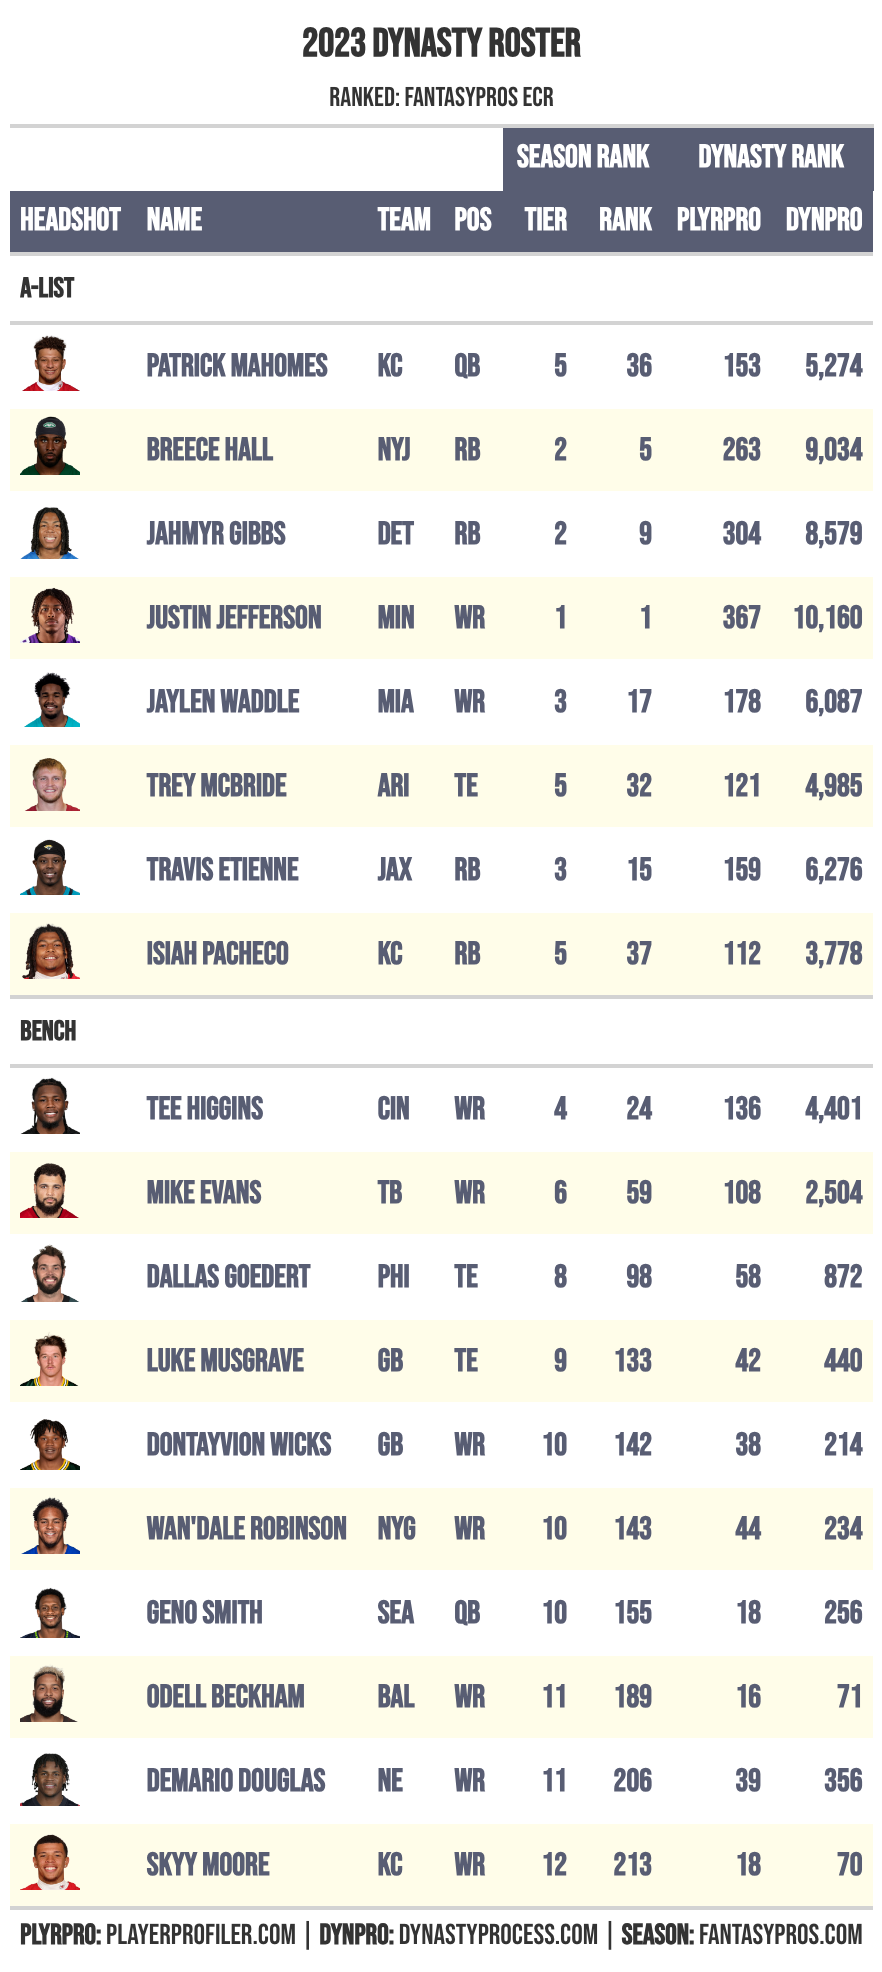 2023 DYNASTY ROSTER
RANKED: FANTASYPROS ECR
SEASON RANK DYNASTY RANK
HEADSHOT NAME TEAM POS TIER RANK PLYRPRO DYNPRO
A-LIST
PATRICK MAHOMES KC QB 5 36 153 5,274
BREECE HALL NYJ RB 2 5 263 9,034
JAHMYR GIBBS DET RB 2 9 304 8,579
JUSTIN JEFFERSON MIN WR 1 1 367 10,160
JAYLEN WADDLE MIA WR 3 17 178 6,087
TREY MCBRIDE ARI TE 5 32 121 4,985
TRAVIS ETIENNE JAX RB 3 15 159 6,276
ISIAH PACHECO KC RB 5 37 112 3,778
BENCH
TEE HIGGINS CIN WR 4 24 136 4,401
MIKE EVANS TB WR 6 59 108 2,504
DALLAS GOEDERT PHI TE 8 98 58 872
LUKE MUSGRAVE GB TE 9 133 42 440
DONTAYVION WICKS GB WR 10 142 38 214
WAN'DALE ROBINSON NYG WR 10 143 44 234
GENO SMITH SEA QB 10 155 18 256
ODELL BECKHAM BAL WR 11 189 16 71
DEMARIO DOUGLAS NE WR 11 206 39 356
SKYY MOORE KC WR 12 213 18 70
PLYRPRO: PLAYERPROFILER.COM | DYNPRO: DYNASTYPROCESS.COM | SEASON: FANTASYPROS.COM